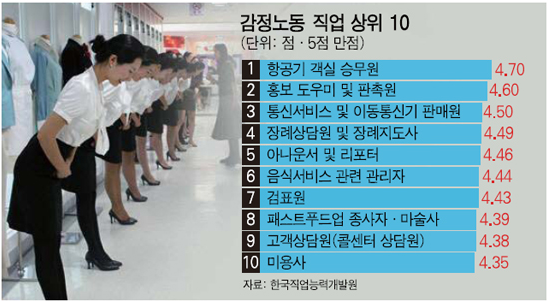 감정노동 직업 상위 10
(단위: 점·5점 만점)
1 항공기 객실 승무원 4.70
2 홍보 도우미 및 판촉원 4.60
3 통신서비스 및 이동통신기 판매원 4.50
4 장례상담원 및 장례지도사 4.49
5 아나운서 및 리포터 4.46
6 음식서비스 관련 관리자 4.44
7 검표원 4.43
8 패스트푸드업 종사자·마술사 4.39
9 고객상담원(콜센터 상담원) 4.38
10 미용사 4.35
자료: 한국직업능력개발원